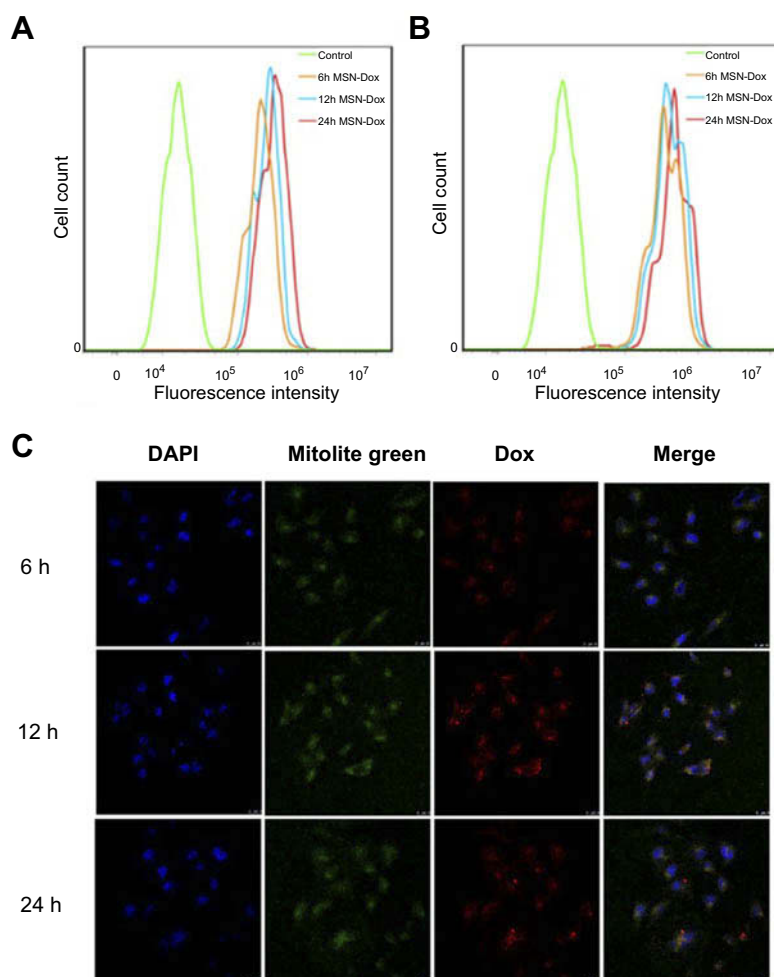 A
Control
6h MSN-Dox
12h MSN-Dox
24h MSN-Dox
Cell count
0
0 10⁴ 10⁵ 10⁶ 10⁷
Fluorescence intensity
B
Control
6h MSN-Dox
12h MSN-Dox
24h MSN-Dox
Cell count
0
0 10⁴ 10⁵ 10⁶ 10⁷
Fluorescence intensity
C
DAPI Mitolite green Dox Merge
6 h
12 h
24 h